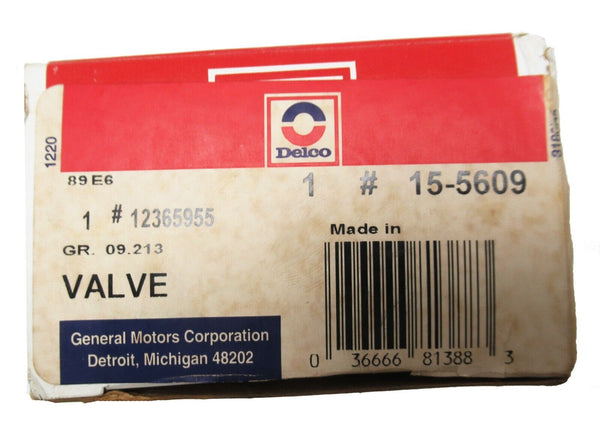 Delco
1220
89E6
1 # 15-5609
1 # 12365955
Made in
GR. 09.213
VALVE
General Motors Corporation
Detroit, Michigan 48202
0 36666 81388 3